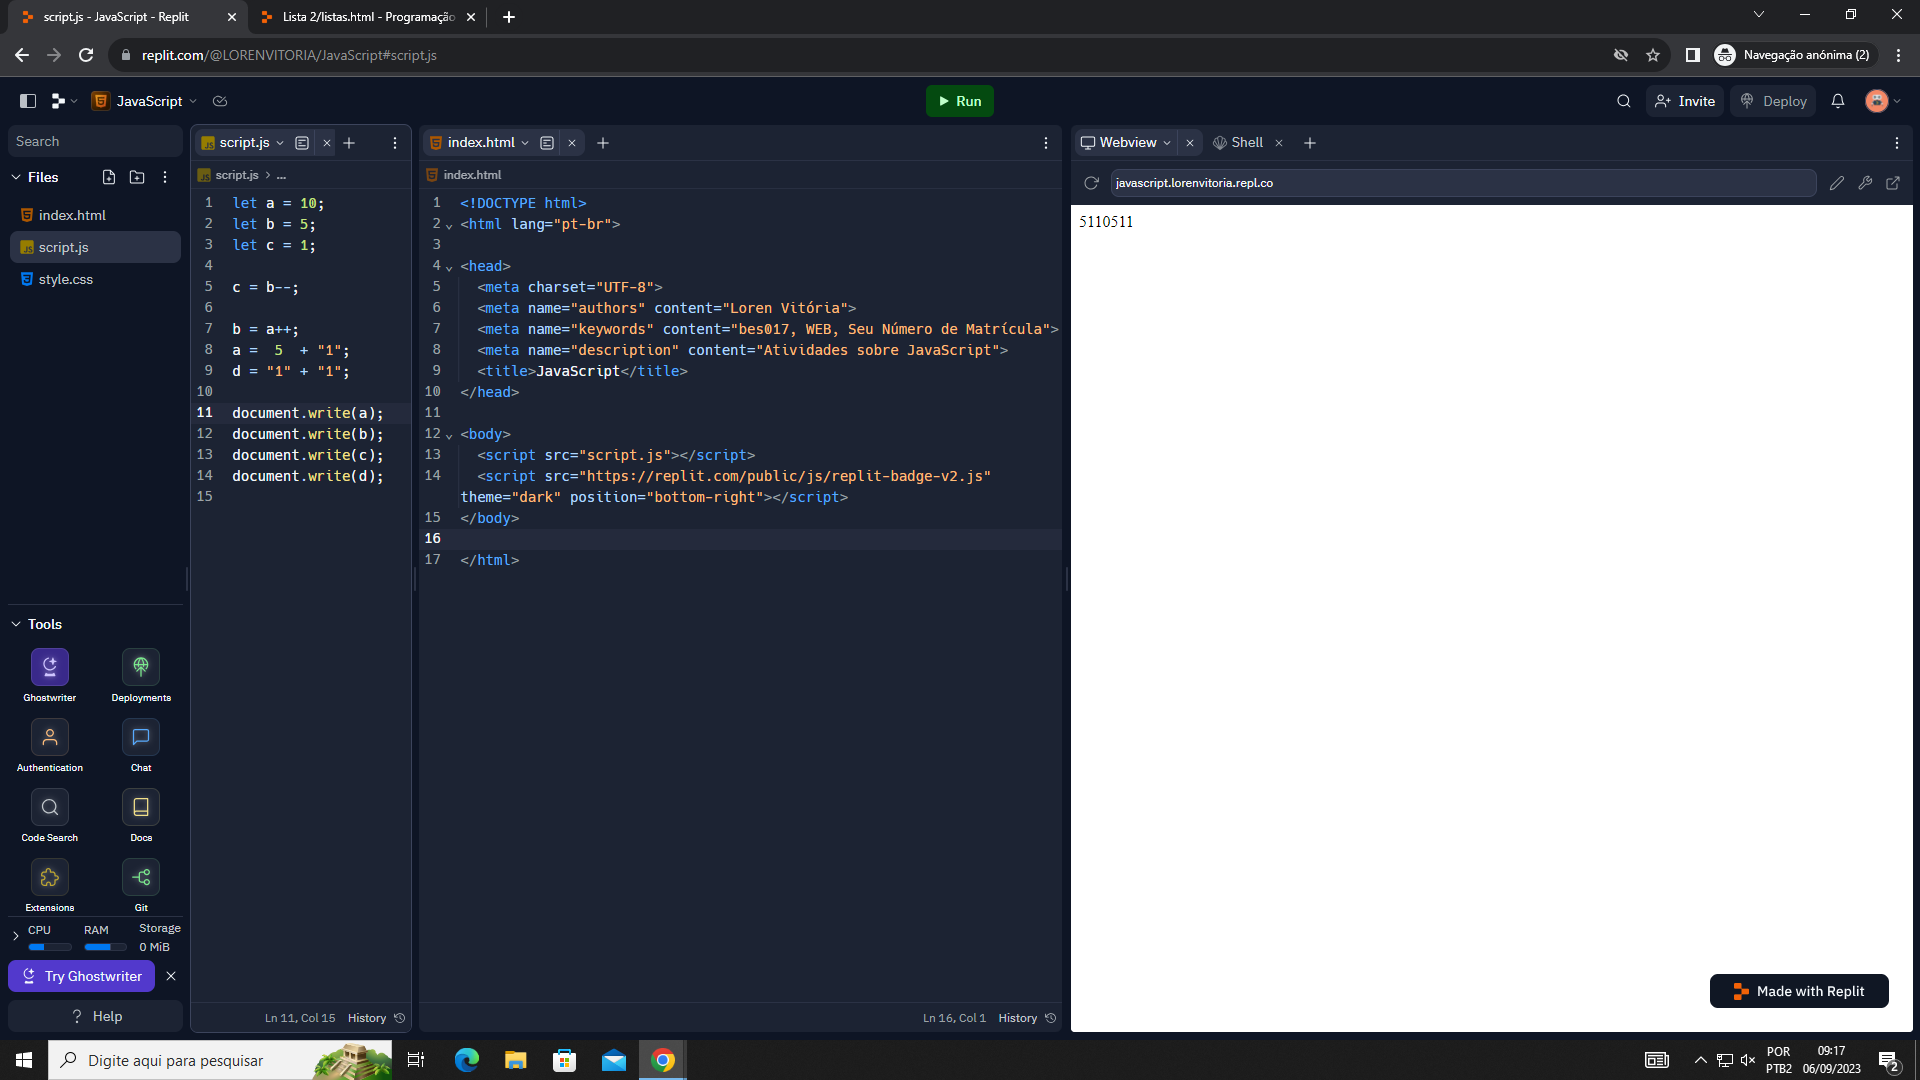 script.js - JavaScript - Replit
Lista 2/listas.html - Programação
replit.com/@LORENVITORIA/JavaScript#script.js
Navegação anónima (2)
JavaScript
Run
Invite
Deploy
Search
Files
index.html
script.js
style.css
Tools
Ghostwriter
Deployments
Authentication
Chat
Code Search
Docs
Extensions
Git
CPU
RAM
Storage
0 MiB
Try Ghostwriter
Help
script.js
script.js > ...
1 let a = 10;
2 let b = 5;
3 let c = 1;
4
5 c = b--;
6
7 b = a++;
8 a =  5  + "1";
9 d = "1" + "1";
10
11 document.write(a);
12 document.write(b);
13 document.write(c);
14 document.write(d);
15
Ln 11, Col 15 History
index.html
index.html
1 <!DOCTYPE html>
2 <html lang="pt-br">
3
4 <head>
5 <meta charset="UTF-8">
6 <meta name="authors" content="Loren Vitória">
7 <meta name="keywords" content="bes017, WEB, Seu Número de Matrícula">
8 <meta name="description" content="Atividades sobre JavaScript">
9 <title>JavaScript</title>
10 </head>
11
12 <body>
13 <script src="script.js"></script>
14 <script src="https://replit.com/public/js/replit-badge-v2.js"
theme="dark" position="bottom-right"></script>
15 </body>
16
17 </html>
Ln 16, Col 1 History
Webview
Shell
javascript.lorenvitoria.repl.co
5110511
Made with Replit
Digite aqui para pesquisar
POR
PTB2
09:17
06/09/2023
2